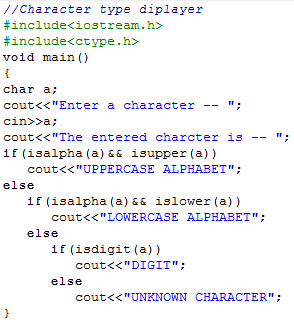 //Character type diplayer
#include<iostream.h>
#include<ctype.h>
void main()
{
char a;
cout<<"Enter a character -- ";
cin>>a;
cout<<"The entered charcter is -- ";
if(isalpha(a)&& isupper(a))
   cout<<"UPPERCASE ALPHABET";
else
   if(isalpha(a)&& islower(a))
      cout<<"LOWERCASE ALPHABET";
   else
      if(isdigit(a))
         cout<<"DIGIT";
      else
         cout<<"UNKNOWN CHARACTER";
}